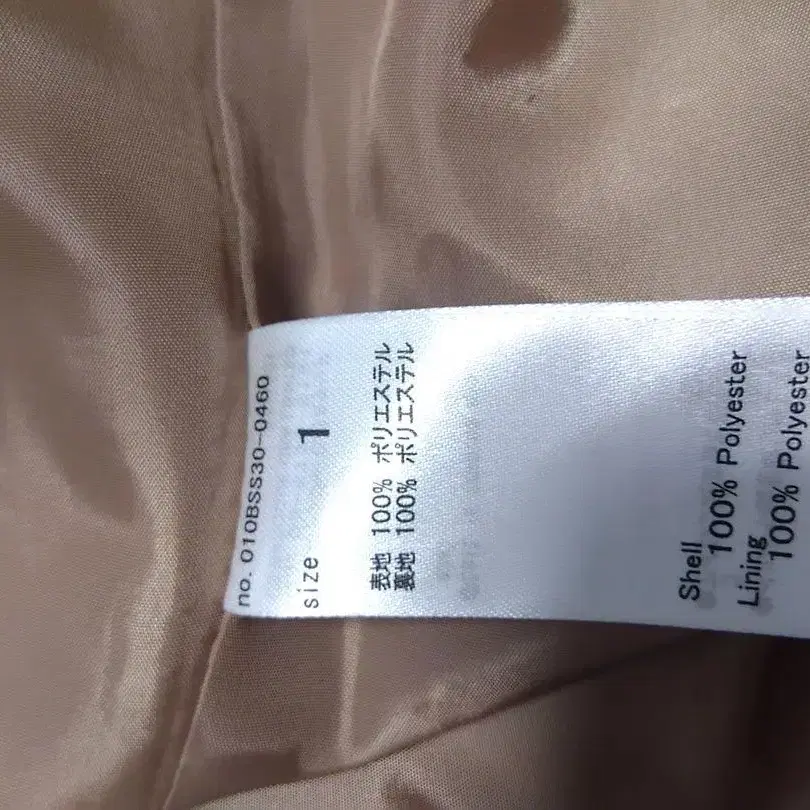 no. 010BSS30-0460
size 1
表地 100% ポリエステル
裏地 100% ポリエステル
Shell
100% Polyester
Lining
100% Polyester